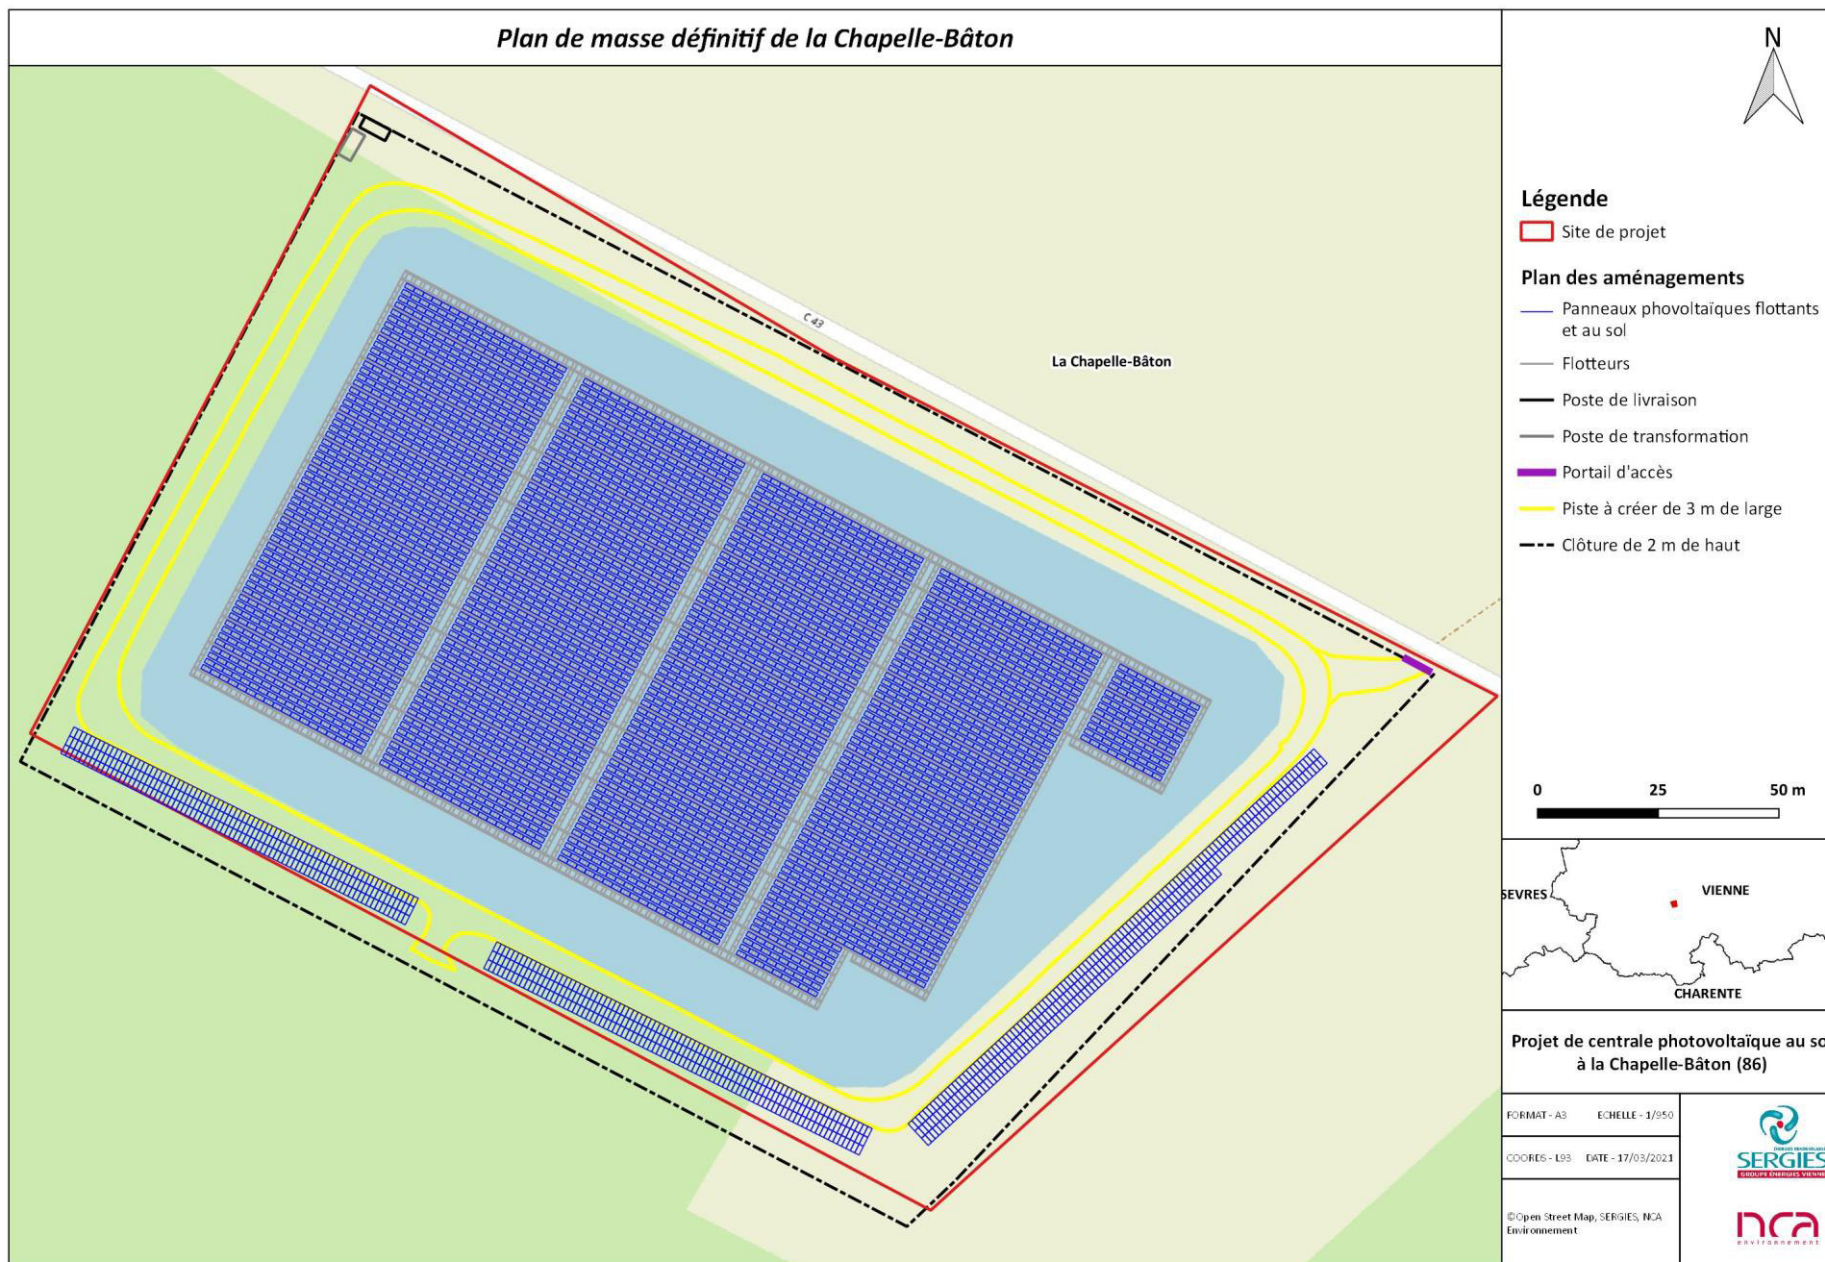 Plan de masse définitif de la Chapelle-Bâton
N
Légende
Site de projet
Plan des aménagements
Panneaux phovoltaïques flottants
et au sol
Flotteurs
Poste de livraison
Poste de transformation
Portail d'accès
Piste à créer de 3 m de large
Clôture de 2 m de haut
C 43
La Chapelle-Bâton
0 25 50 m
SEVRES
VIENNE
CHARENTE
Projet de centrale photovoltaïque au so
à la Chapelle-Bâton (86)
FORMAT - A3 ECHELLE - 1/950
COORDS - L93 DATE - 17/03/2021
©Open Street Map, SERGIES, NCA
Environnement
SERGIES
GROUPE ÉNERGIES VIENNE
nca
environnement